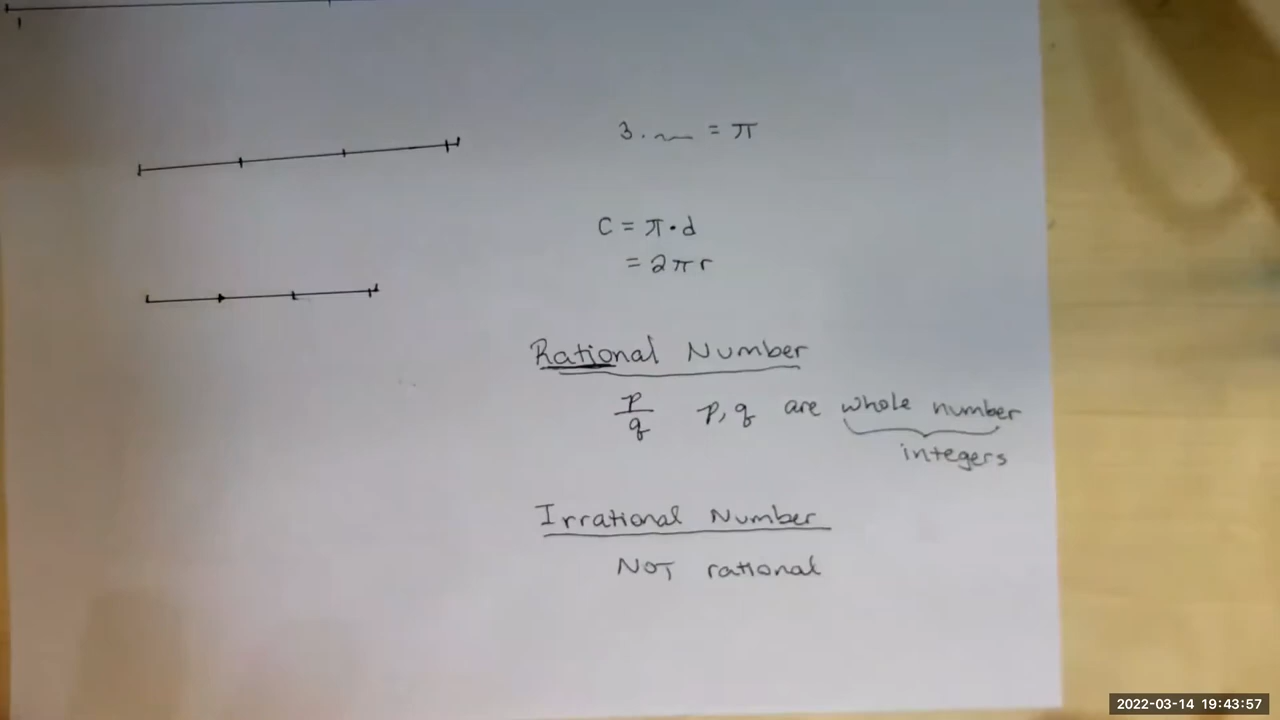 3. = π
C = π·d
= 2πr
Rational Number
p/q p, q are whole number
integers
Irrational Number
NOT rational
2022-03-14 19:43:57